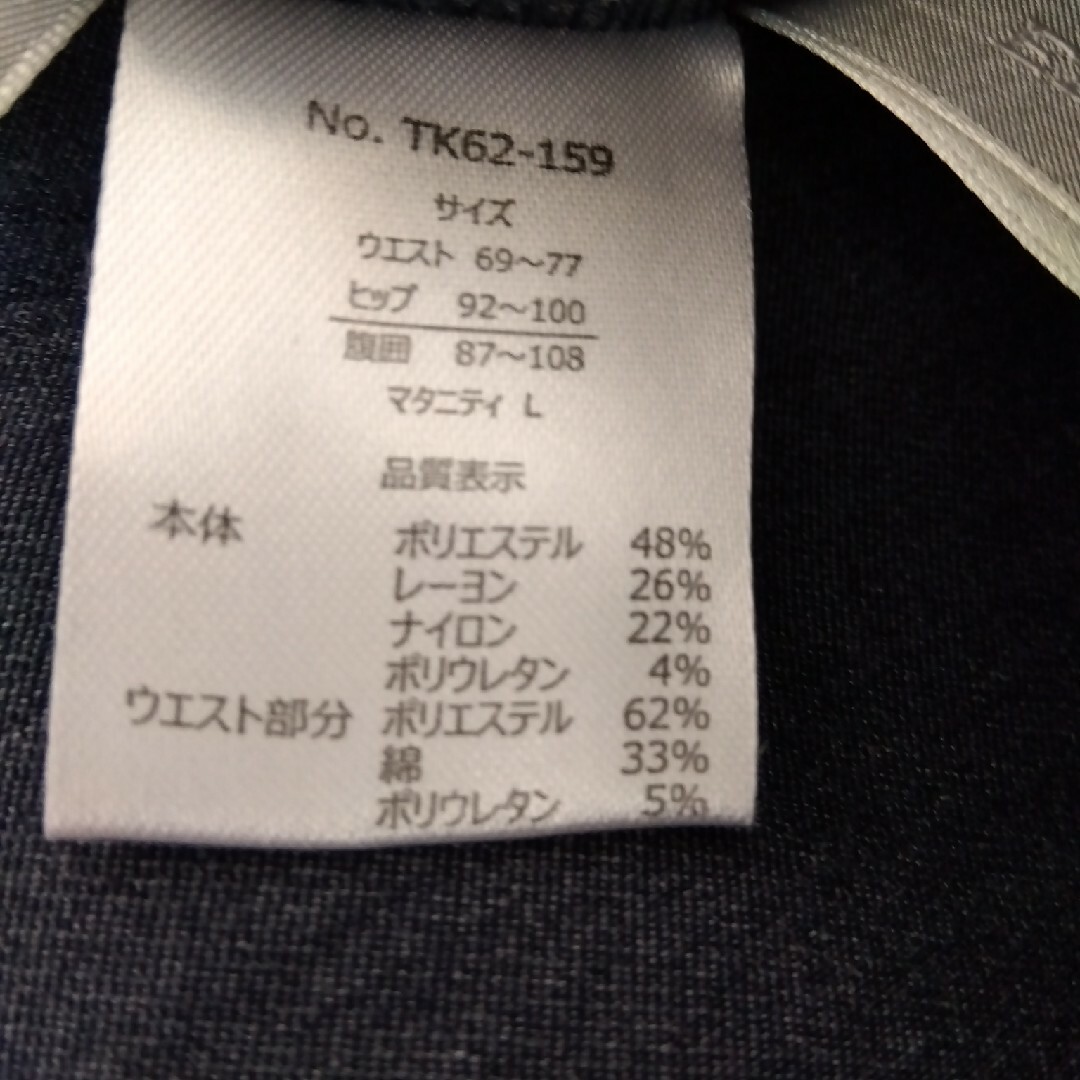 No. TK62-159
サイズ
ウエスト 69～77
ヒップ 92～100
腹囲 87～108
マタニティ L
品質表示
本体 ポリエステル 48%
レーヨン 26%
ナイロン 22%
ポリウレタン 4%
ウエスト部分 ポリエステル 62%
綿 33%
ポリウレタン 5%